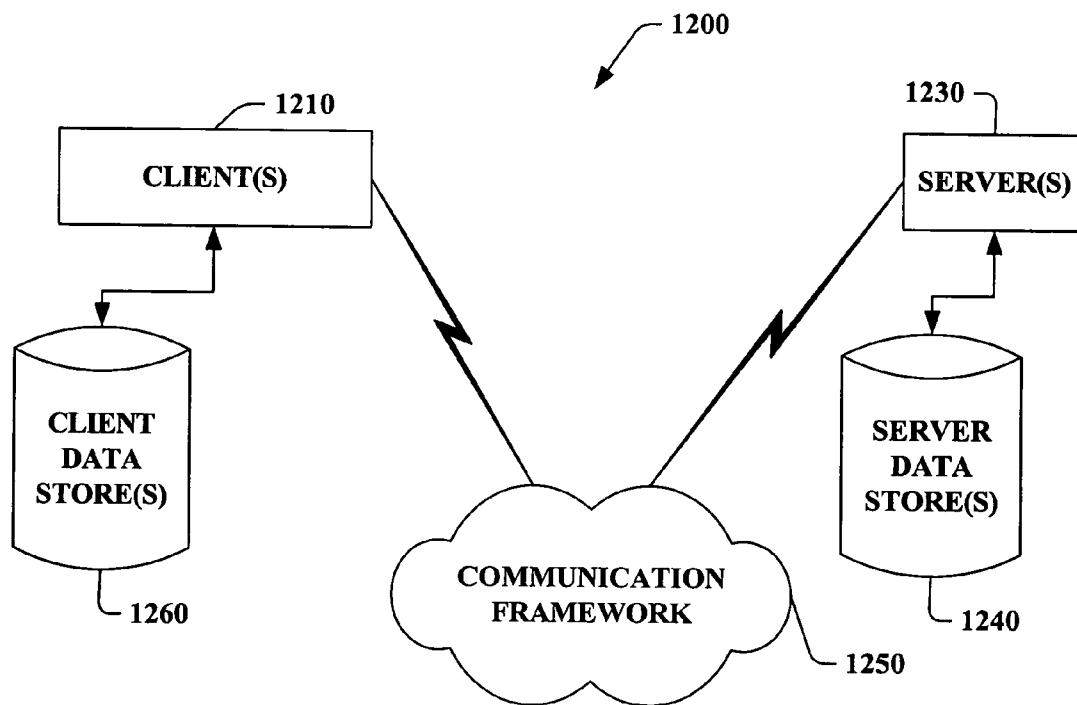 1200
1210
1230
CLIENT(S)
SERVER(S)
CLIENT
DATA
STORE(S)
SERVER
DATA
STORE(S)
COMMUNICATION
FRAMEWORK
1260
1240
1250